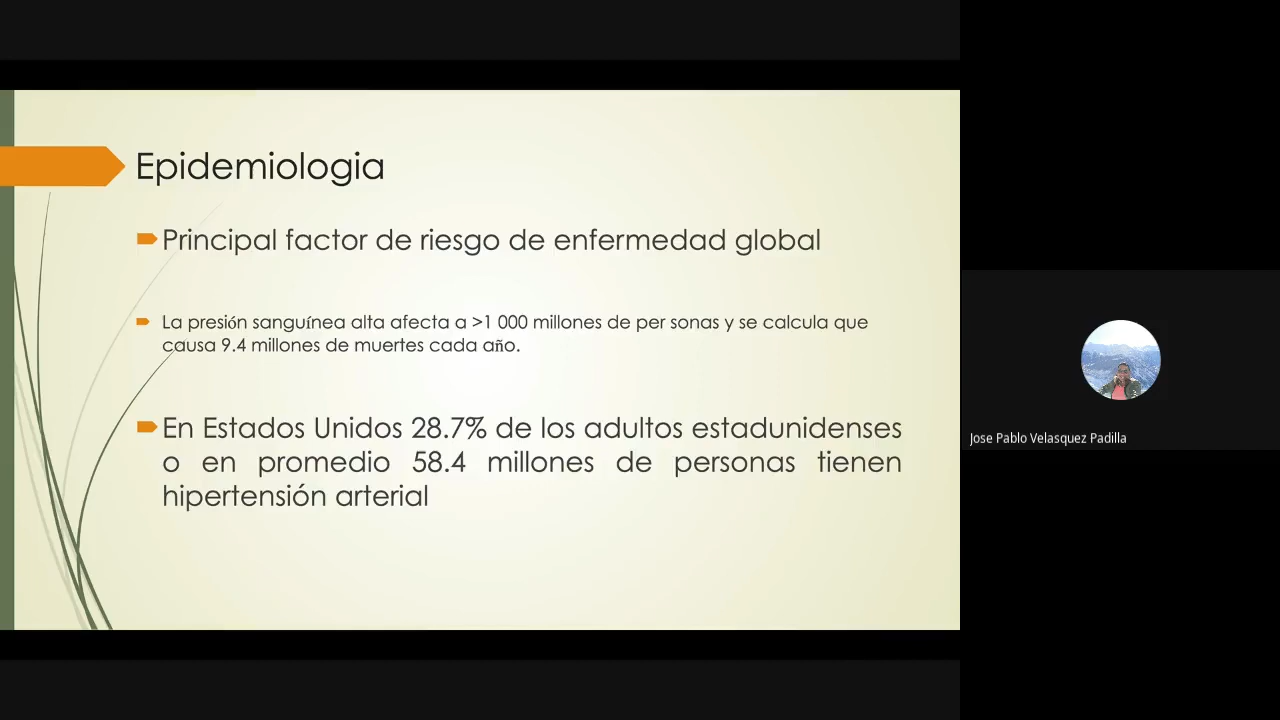 Epidemiologia
Principal factor de riesgo de enfermedad global
La presión sanguínea alta afecta a >1 000 millones de per sonas y se calcula que
causa 9.4 millones de muertes cada año.
En Estados Unidos 28.7% de los adultos estadunidenses
o en promedio 58.4 millones de personas tienen
hipertensión arterial
Jose Pablo Velasquez Padilla